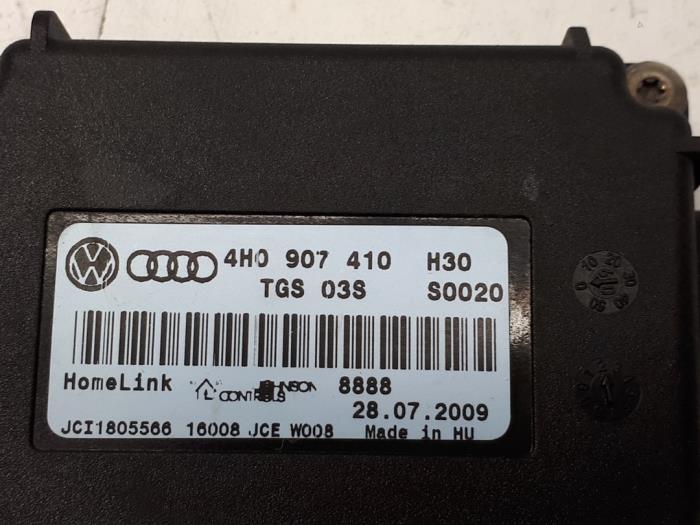 4H0 907 410 H30
TGS 03S S0020
HomeLink CONTROLS JOHNSON 8888
28.07.2009
JCI1805566 16008 JCE W008 Made in HU